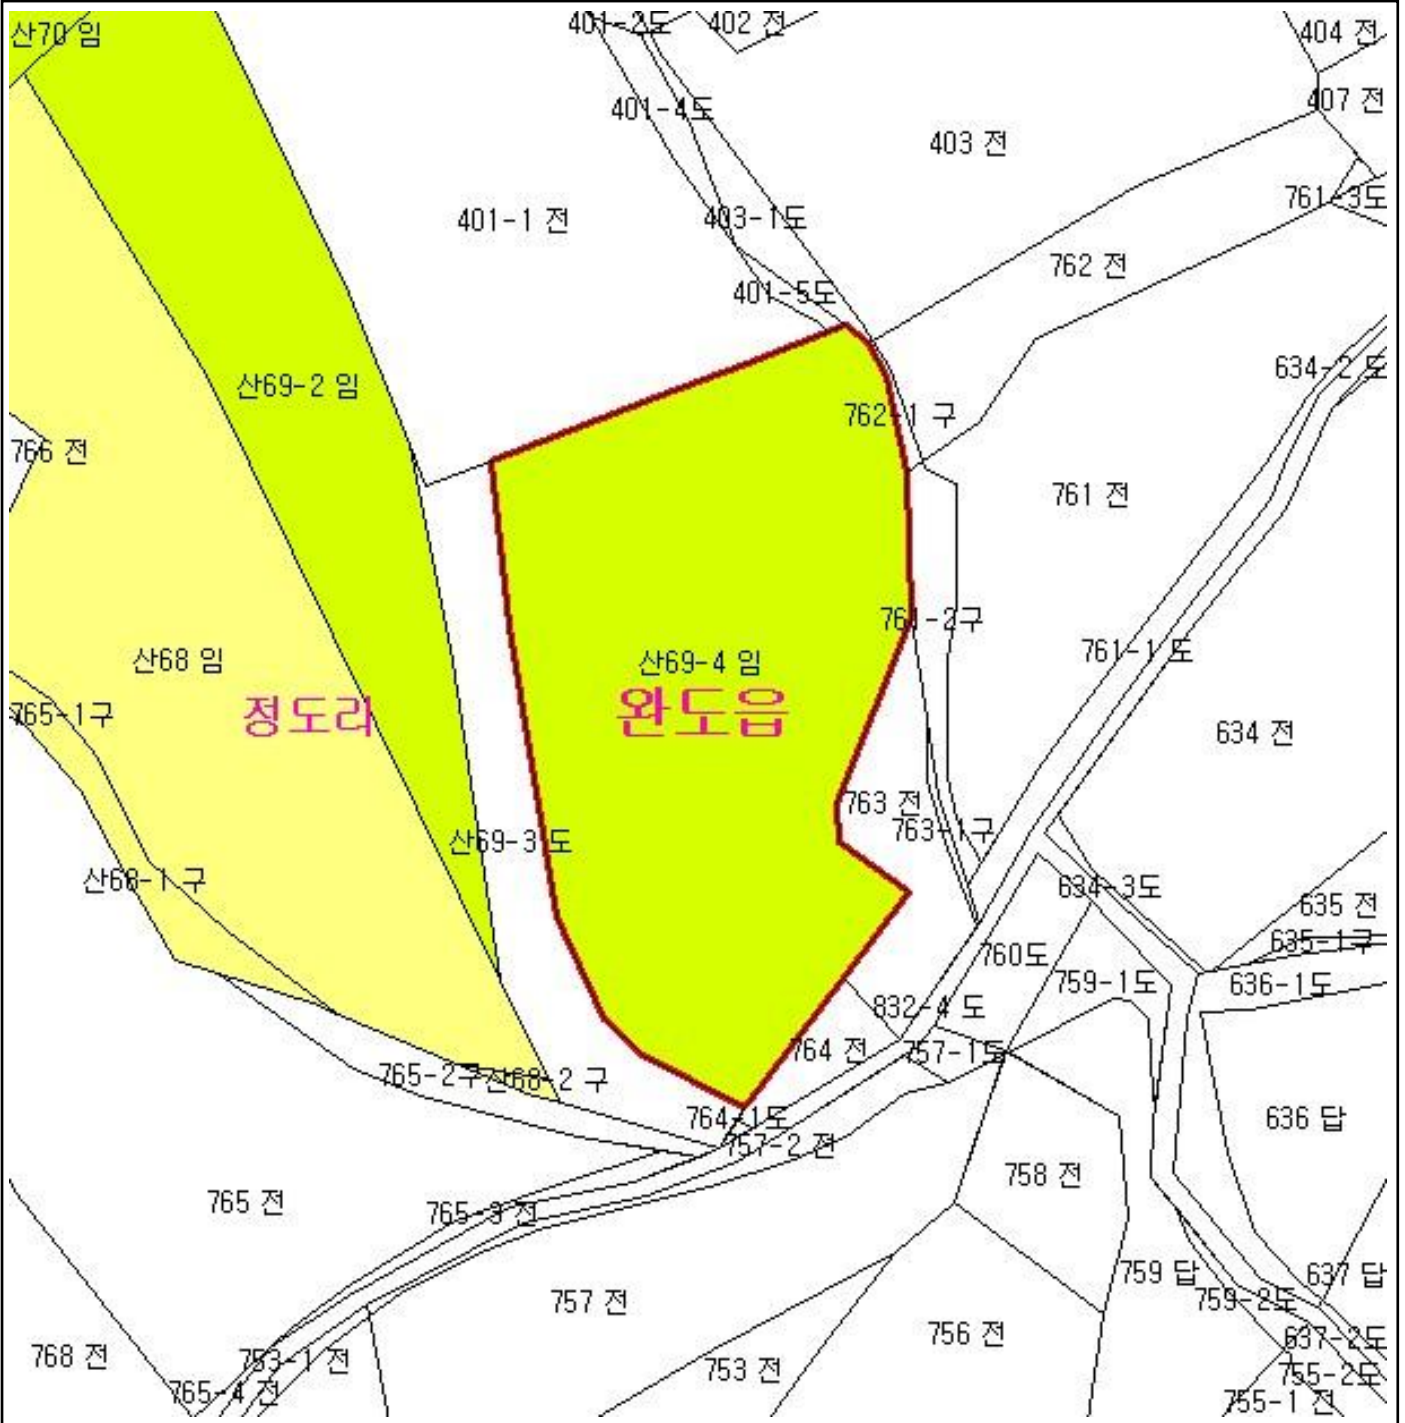 산70 임
401-2도
402 전
404 전
401-4도
407 전
403 전
401-1 전
403-1도
761-3도
762 전
401-5도
634-2 도
산69-2 임
762-1 구
766 전
761 전
761-2구
761-1 도
산68 임
산69-4 임
765-1구
정도리
완도읍
634 전
763 전
763-1구
산69-3 도
산68-1 구
634-3도
635 전
635-1구
760도
759-1도
636-1도
832-4 도
764 전
757-1도
765-2구
산68-2 구
764-1도
636 답
757-2 전
758 전
765 전
765-3 전
759 답
637 답
757 전
759-2도
756 전
637-2도
768 전
753-1 전
753 전
755-2도
765-4 전
755-1 전